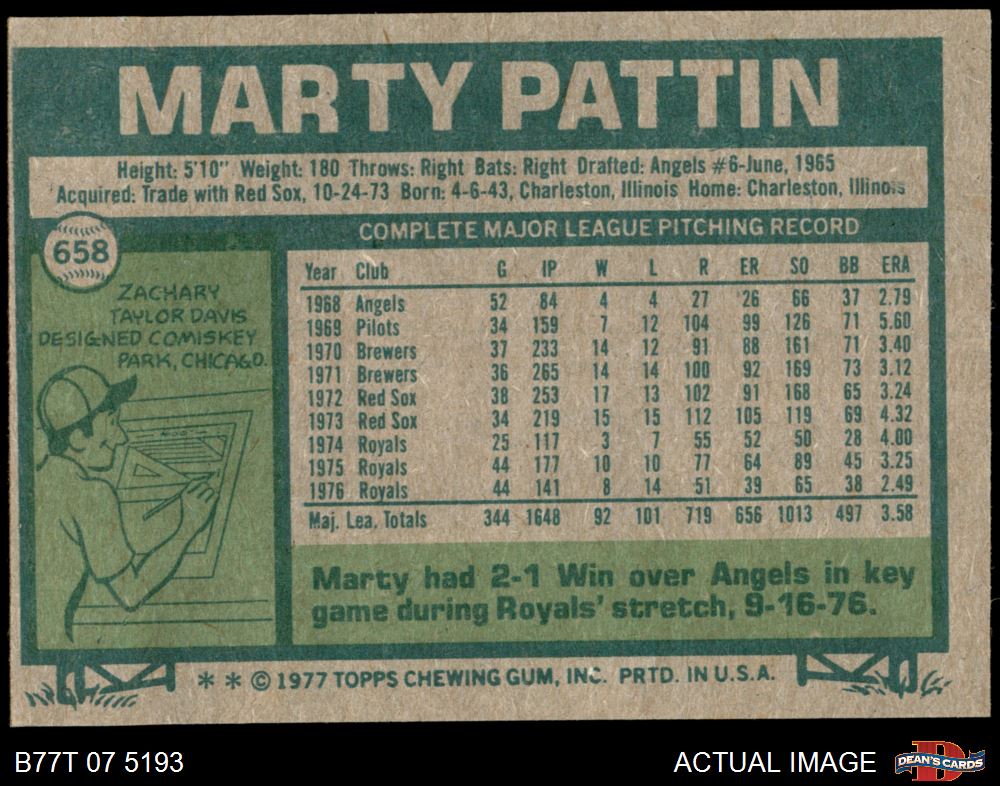 MARTY PATTIN
Height: 5'10" Weight: 180 Throws: Right Bats: Right Drafted: Angels #6-June, 1965
Acquired: Trade with Red Sox, 10-24-73 Born: 4-6-43, Charleston, Illinois Home: Charleston, Illinois
658
ZACHARY
TAYLOR DAVIS
DESIGNED COMISKEY
PARK, CHICAGO.
COMPLETE MAJOR LEAGUE PITCHING RECORD
Year Club G IP W L R ER SO BB ERA
1968 Angels 52 84 4 4 27 26 66 37 2.79
1969 Pilots 34 159 7 12 104 99 126 71 5.60
1970 Brewers 37 233 14 12 91 88 161 71 3.40
1971 Brewers 36 265 14 14 100 92 169 73 3.12
1972 Red Sox 38 253 17 13 102 91 168 65 3.24
1973 Red Sox 34 219 15 15 112 105 119 69 4.32
1974 Royals 25 117 3 7 55 52 50 28 4.00
1975 Royals 44 177 10 10 77 64 89 45 3.25
1976 Royals 44 141 8 14 51 39 65 38 2.49
Maj. Lea. Totals 344 1648 92 101 719 656 1013 497 3.58
Marty had 2-1 Win over Angels in key
game during Royals' stretch, 9-16-76.
* * © 1977 TOPPS CHEWING GUM, INC. PRTD. IN U.S.A.
B77T 07 5193
ACTUAL IMAGE
D
DEAN'S CARDS